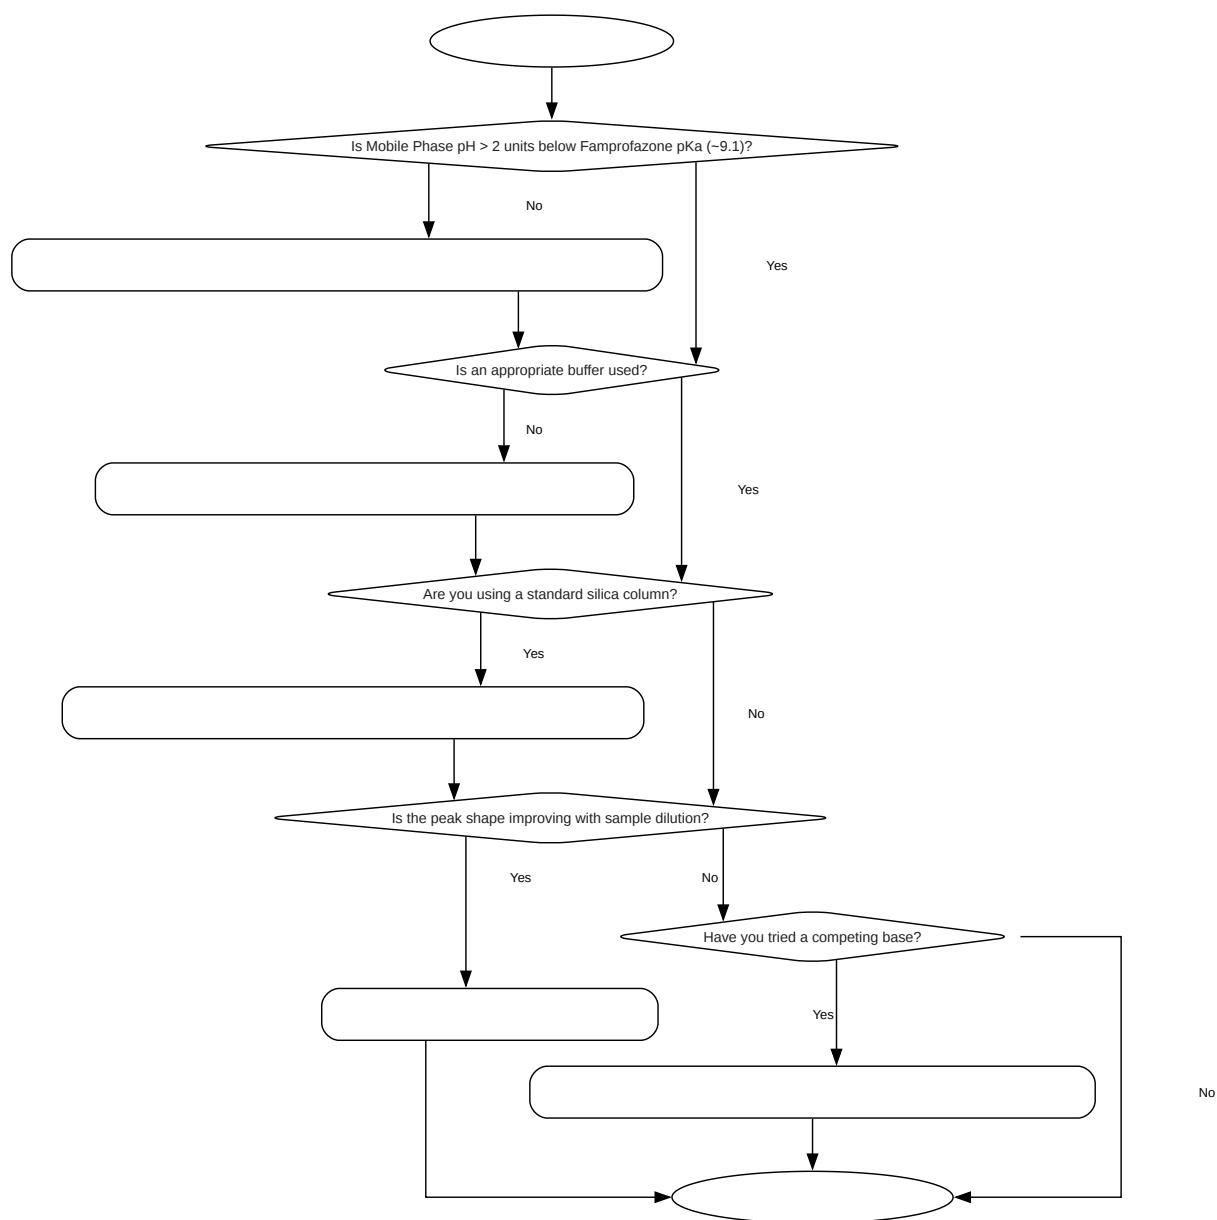 Is Mobile Phase pH > 2 units below Famprofazone pKa (~9.1)?
No
Yes
Is an appropriate buffer used?
No
Yes
Are you using a standard silica column?
Yes
No
Is the peak shape improving with sample dilution?
Yes
No
Have you tried a competing base?
Yes
No